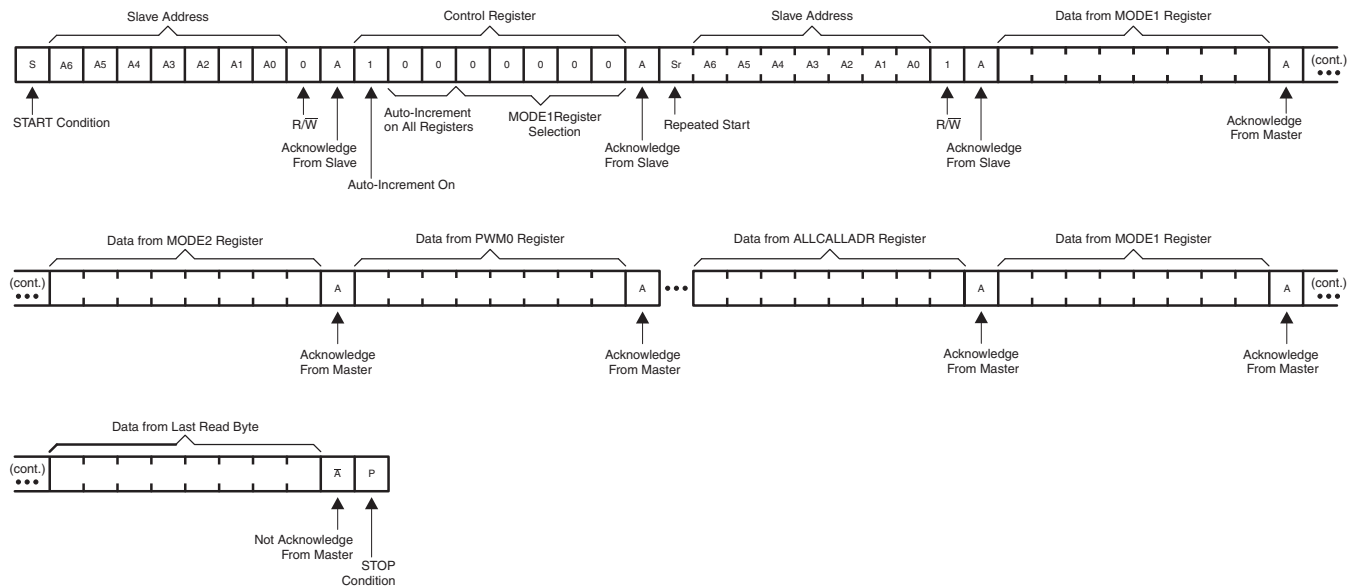 Slave Address Control Register Slave Address Data from MODE1 Register
S A6 A5 A4 A3 A2 A1 A0 0 A 1 0 0 0 0 0 0 0 A Sr A6 A5 A4 A3 A2 A1 A0 1 A A (cont.) •••
START Condition
R/W̅
Acknowledge
From Slave
Auto-Increment On
Auto-Increment
on All Registers
MODE1Register
Selection
Acknowledge
From Slave
Repeated Start
R/W̅
Acknowledge
From Slave
Acknowledge
From Master
Data from MODE2 Register Data from PWM0 Register Data from ALLCALLADR Register Data from MODE1 Register
(cont.) ••• A A ••• A A (cont.) •••
Acknowledge
From Master
Acknowledge
From Master
Acknowledge
From Master
Acknowledge
From Master
Data from Last Read Byte
(cont.) ••• A̅ P
Not Acknowledge
From Master
STOP
Condition